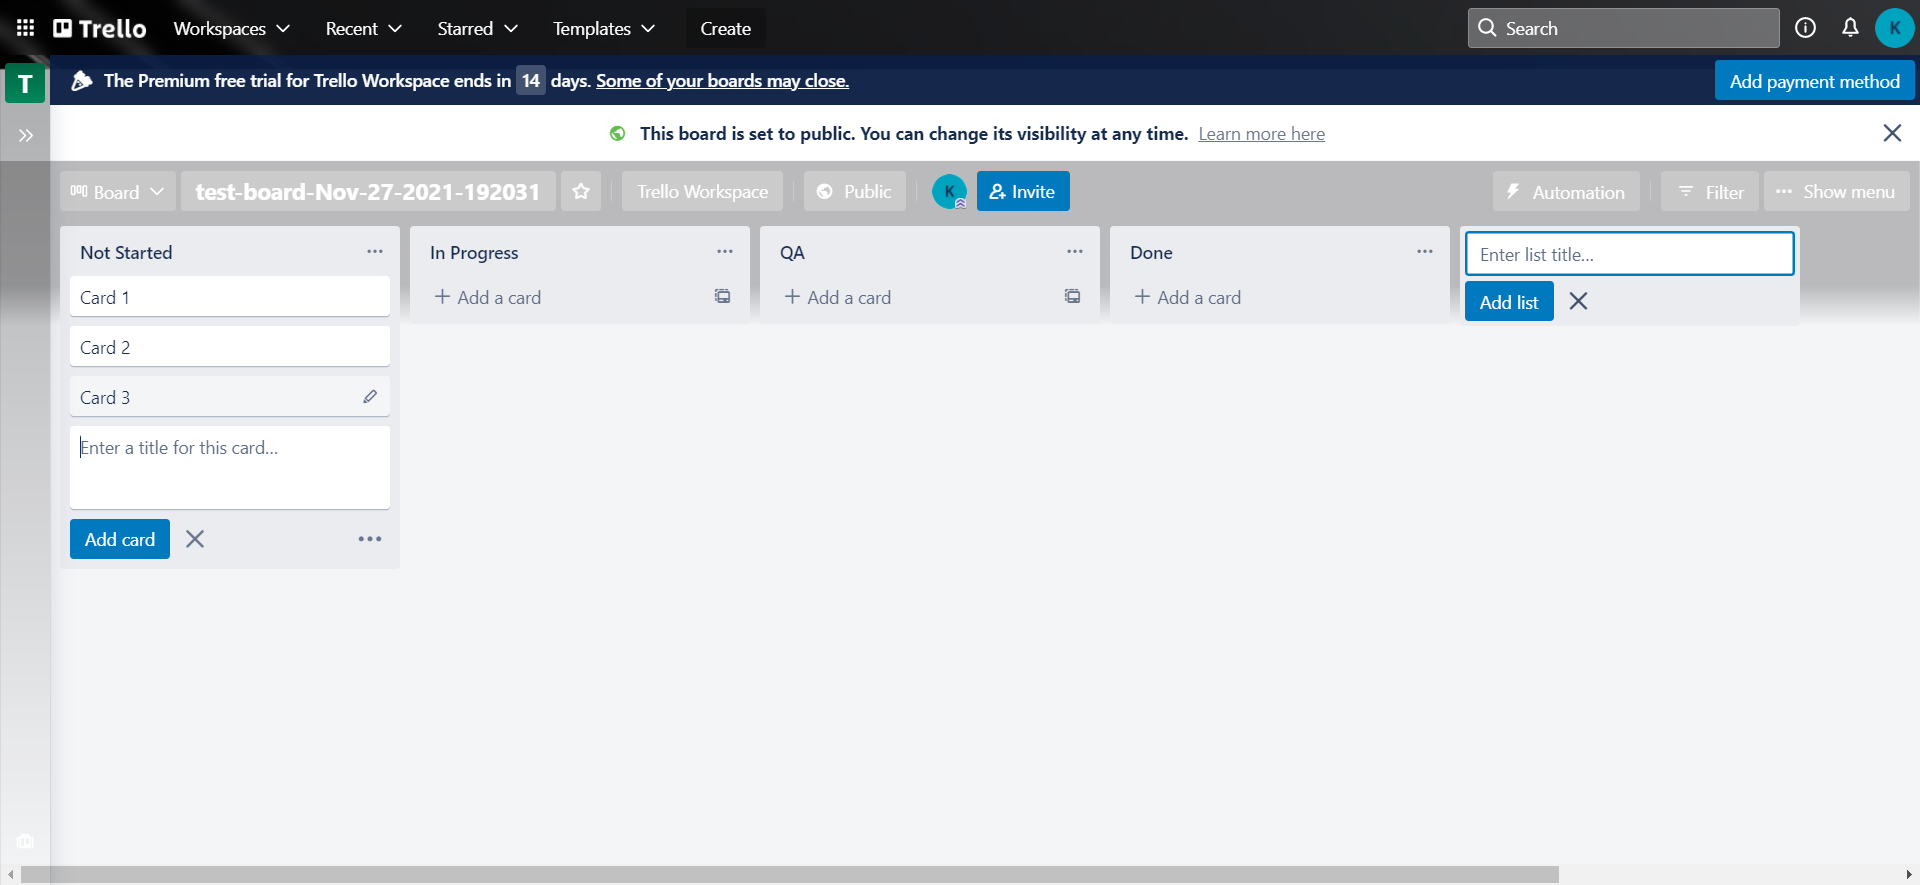 Trello Workspaces Recent Starred Templates Create Search K
T The Premium free trial for Trello Workspace ends in 14 days. Some of your boards may close. Add payment method
This board is set to public. You can change its visibility at any time. Learn more here
Board test-board-Nov-27-2021-192031 Trello Workspace Public K Invite Automation Filter Show menu
Not Started In Progress QA Done Enter list title...
Card 1 Add a card Add a card Add a card Add list
Card 2
Card 3
Enter a title for this card...
Add card